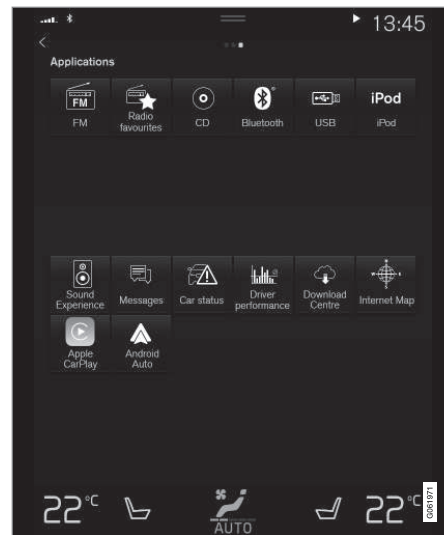 13:45
Applications
FM
iPod
FM
Radio
favourites
CD
Bluetooth
USB
iPod
Sound
Experience
Messages
Car status
Driver
performance
Download
Centre
Internet Map
Apple
CarPlay
Android
Auto
22°C
AUTO
22°C
G061971